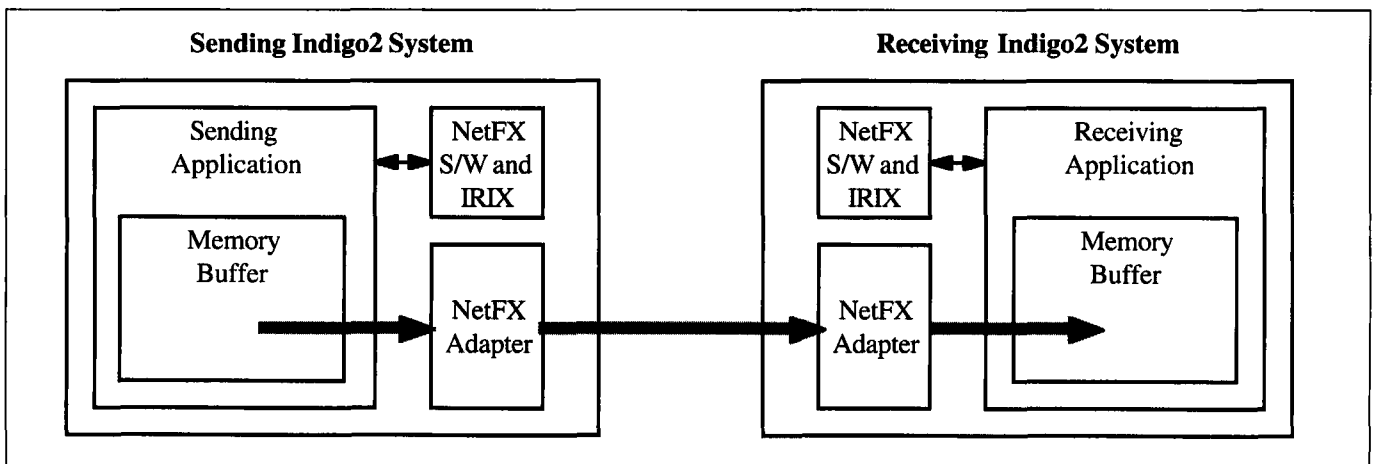 Sending Indigo2 System
Receiving Indigo2 System
Sending
Application
NetFX
S/W and
IRIX
Memory
Buffer
NetFX
Adapter
NetFX
S/W and
IRIX
Receiving
Application
NetFX
Adapter
Memory
Buffer